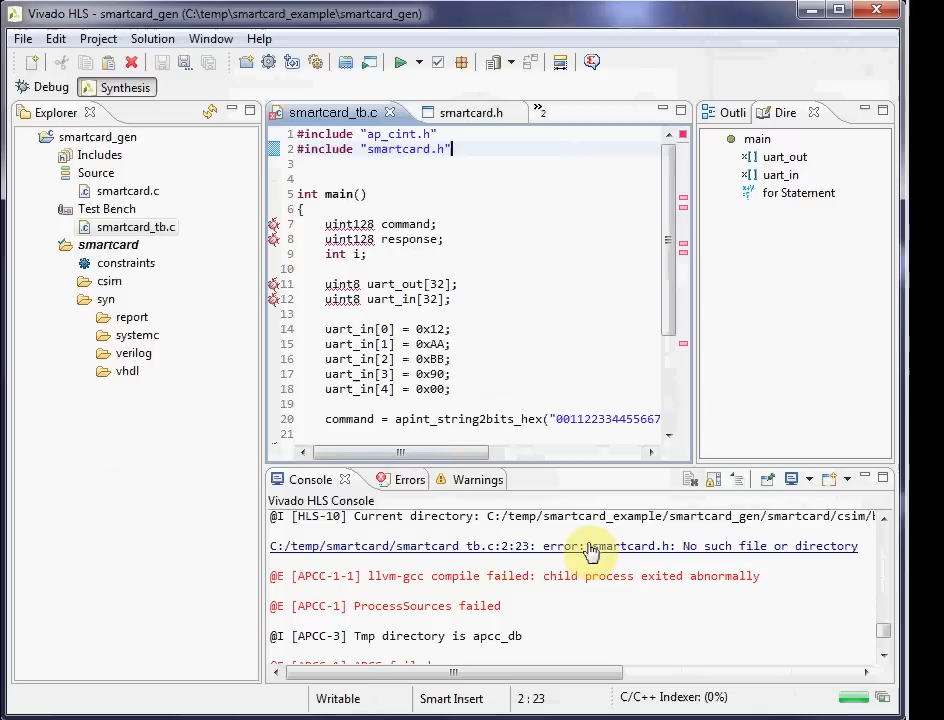 Vivado HLS - smartcard_gen (C:\temp\smartcard_example\smartcard_gen)
File Edit Project Solution Window Help
Debug Synthesis
Explorer
smartcard_gen
Includes
Source
smartcard.c
Test Bench
smartcard_tb.c
smartcard
constraints
csim
syn
report
systemc
verilog
vhdl
smartcard_tb.c smartcard.h »2
1 #include "ap_cint.h"
2 #include "smartcard.h"
3
4
5 int main()
6 {
7 uint128 command;
8 uint128 response;
9 int i;
10
11 uint8 uart_out[32];
12 uint8 uart_in[32];
13
14 uart_in[0] = 0x12;
15 uart_in[1] = 0xAA;
16 uart_in[2] = 0xBB;
17 uart_in[3] = 0x90;
18 uart_in[4] = 0x00;
19
20 command = apint_string2bits_hex("001122334455667
21
Outli Dire
main
uart_out
uart_in
for Statement
Console Errors Warnings
Vivado HLS Console
@I [HLS-10] Current directory: C:/temp/smartcard_example/smartcard_gen/smartcard/csim/b
C:/temp/smartcard/smartcard tb.c:2:23: error: smartcard.h: No such file or directory
@E [APCC-1-1] llvm-gcc compile failed: child process exited abnormally
@E [APCC-1] ProcessSources failed
@I [APCC-3] Tmp directory is apcc_db
Writable Smart Insert 2 : 23 C/C++ Indexer: (0%)